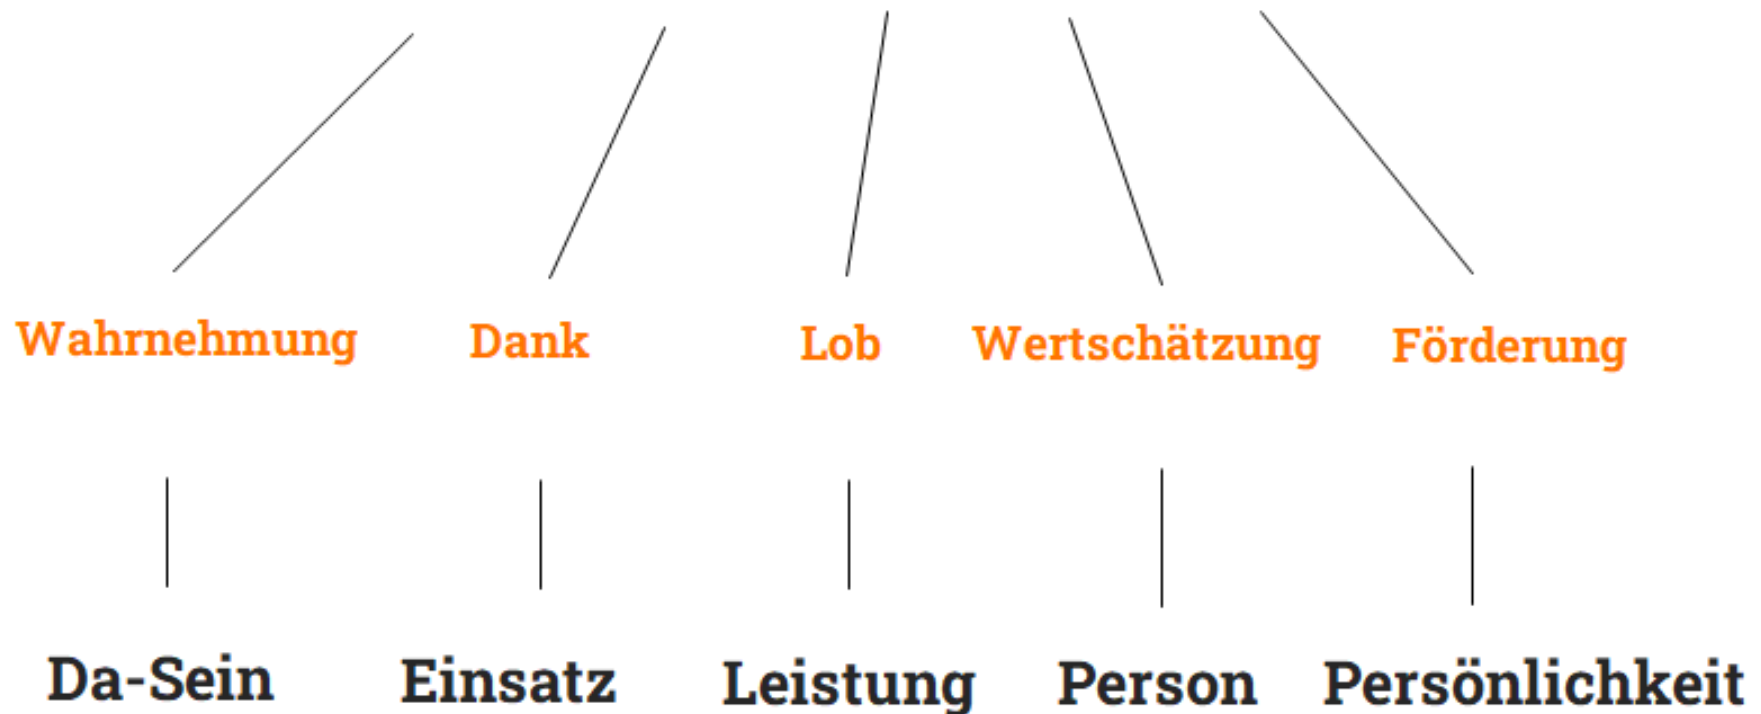 Wahrnehmung Dank Lob Wertschätzung Förderung
Da-Sein Einsatz Leistung Person Persönlichkeit